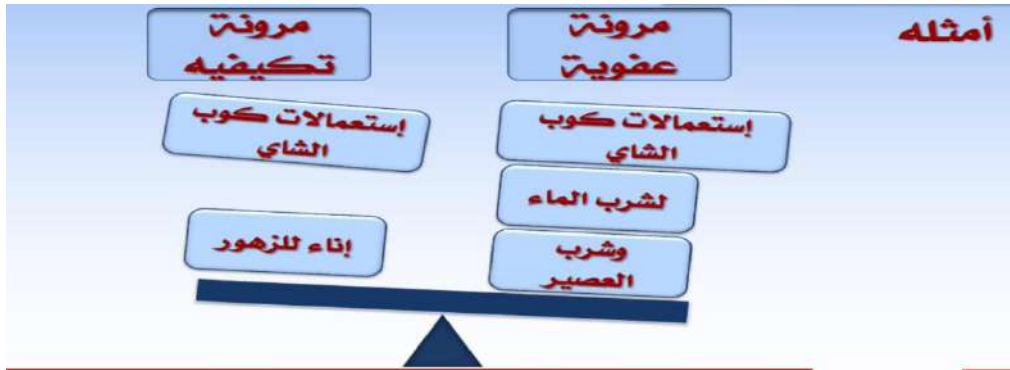 أمثله
مرونة
عفوية
إستعمالات كوب
الشاي
لشرب الماء
وشرب
العصير
مرونة
تكيفيه
إستعمالات كوب
الشاي
إناء للزهور